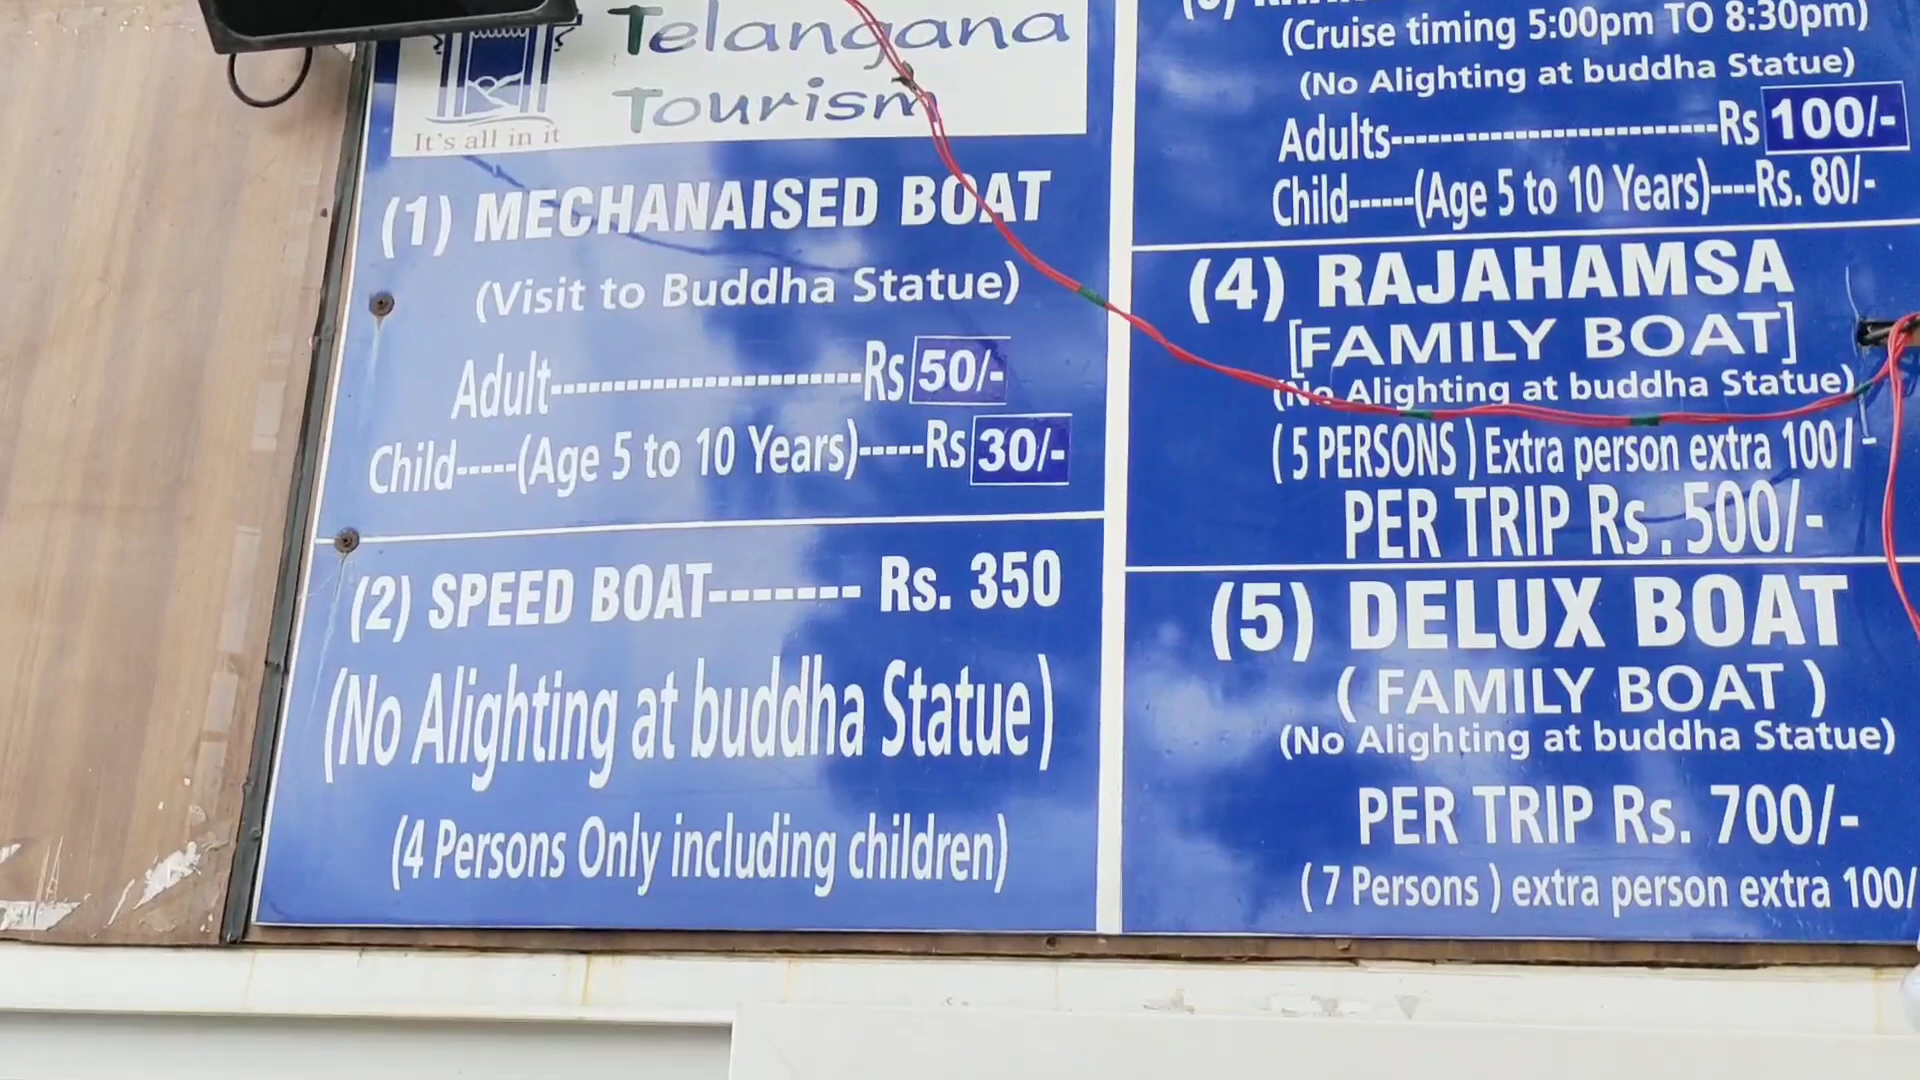 Telangana
Tourism
It's all in it
(1) MECHANAISED BOAT
(Visit to Buddha Statue)
Adult------------------------Rs 50/-
Child-----(Age 5 to 10 Years)-----Rs 30/-
(2) SPEED BOAT------- Rs. 350
(No Alighting at buddha Statue)
(4 Persons Only including children)
(Cruise timing 5:00pm TO 8:30pm)
(No Alighting at buddha Statue)
Adults--------------------------Rs 100/-
Child------(Age 5 to 10 Years)----Rs. 80/-
(4) RAJAHAMSA
[FAMILY BOAT]
(No Alighting at buddha Statue)
( 5 PERSONS ) Extra person extra 100/-
PER TRIP Rs. 500/-
(5) DELUX BOAT
( FAMILY BOAT )
(No Alighting at buddha Statue)
PER TRIP Rs. 700/-
( 7 Persons ) extra person extra 100/